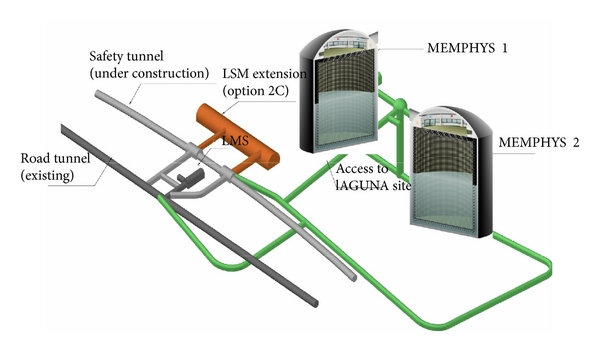 MEMPHYS 1
Safety tunnel
(under construction)
LSM extension
(option 2C)
LMS
MEMPHYS 2
Road tunnel
(existing)
Access to
lAGUNA site